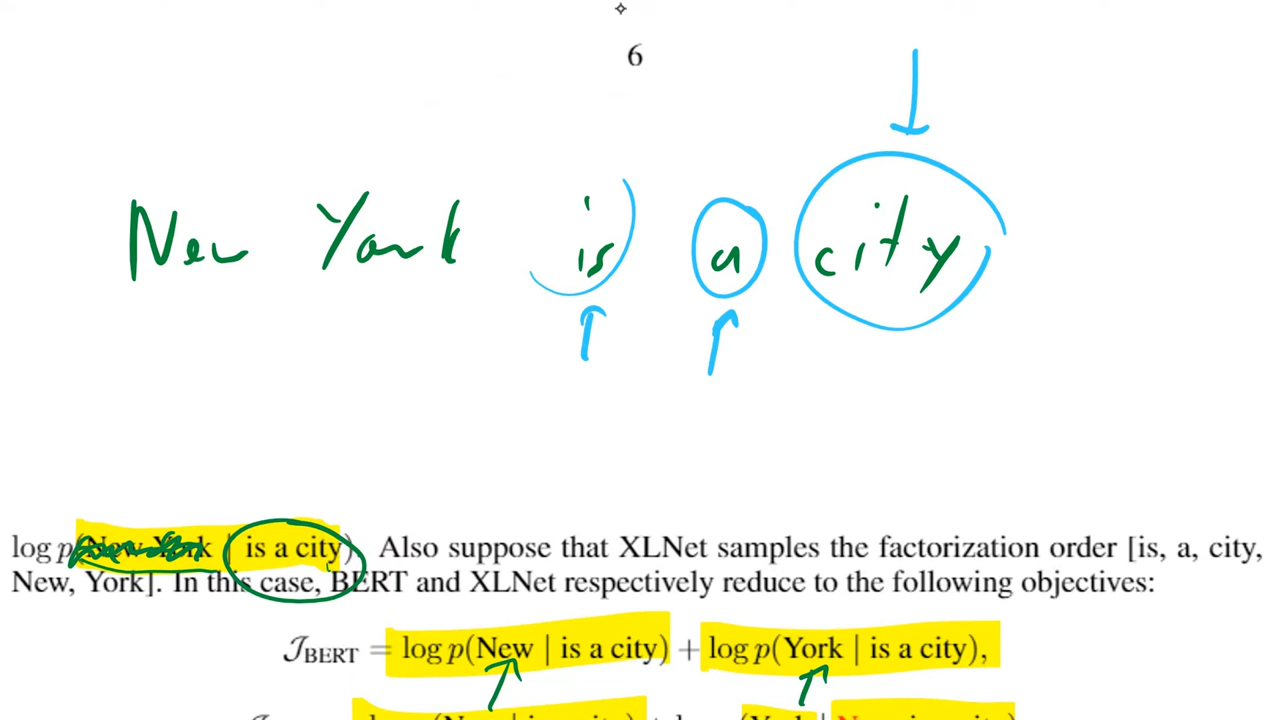 6
New York is a city
log p(New York | is a city). Also suppose that XLNet samples the factorization order [is, a, city,
New, York]. In this case, BERT and XLNet respectively reduce to the following objectives:
𝒥BERT = log p(New | is a city) + log p(York | is a city),